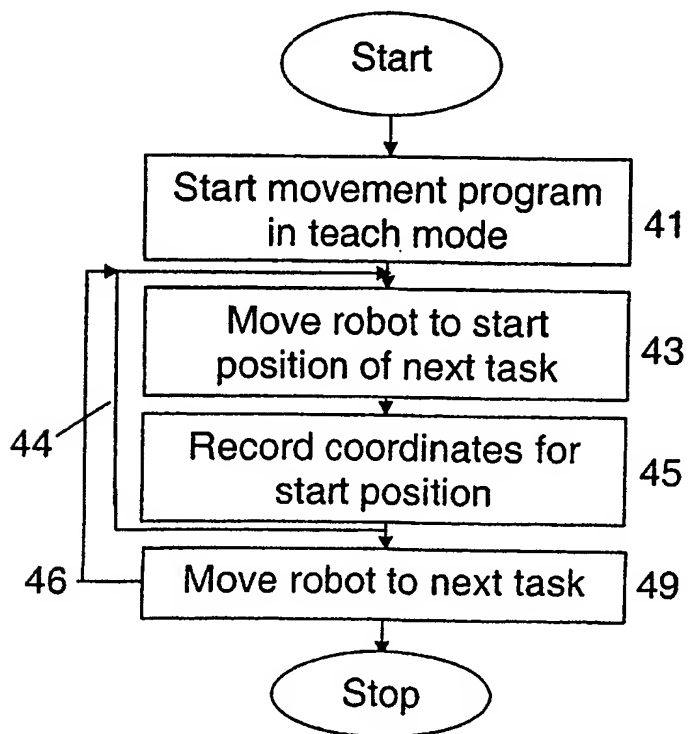 Start
Start movement program
in teach mode
41
Move robot to start
position of next task
43
44
Record coordinates for
start position
45
46
Move robot to next task
49
Stop